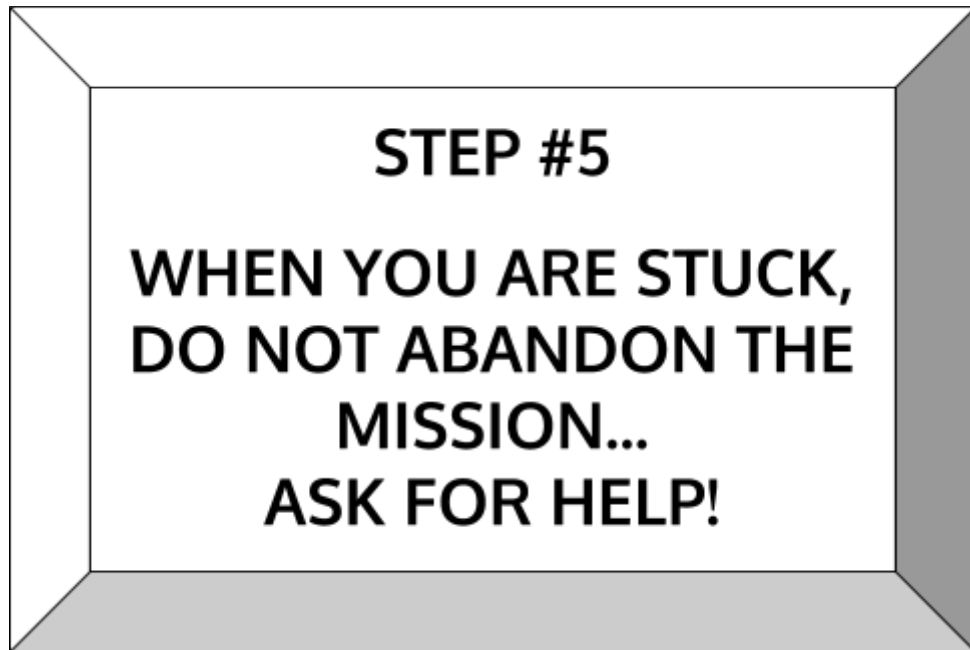 STEP #5
WHEN YOU ARE STUCK,
DO NOT ABANDON THE
MISSION...
ASK FOR HELP!